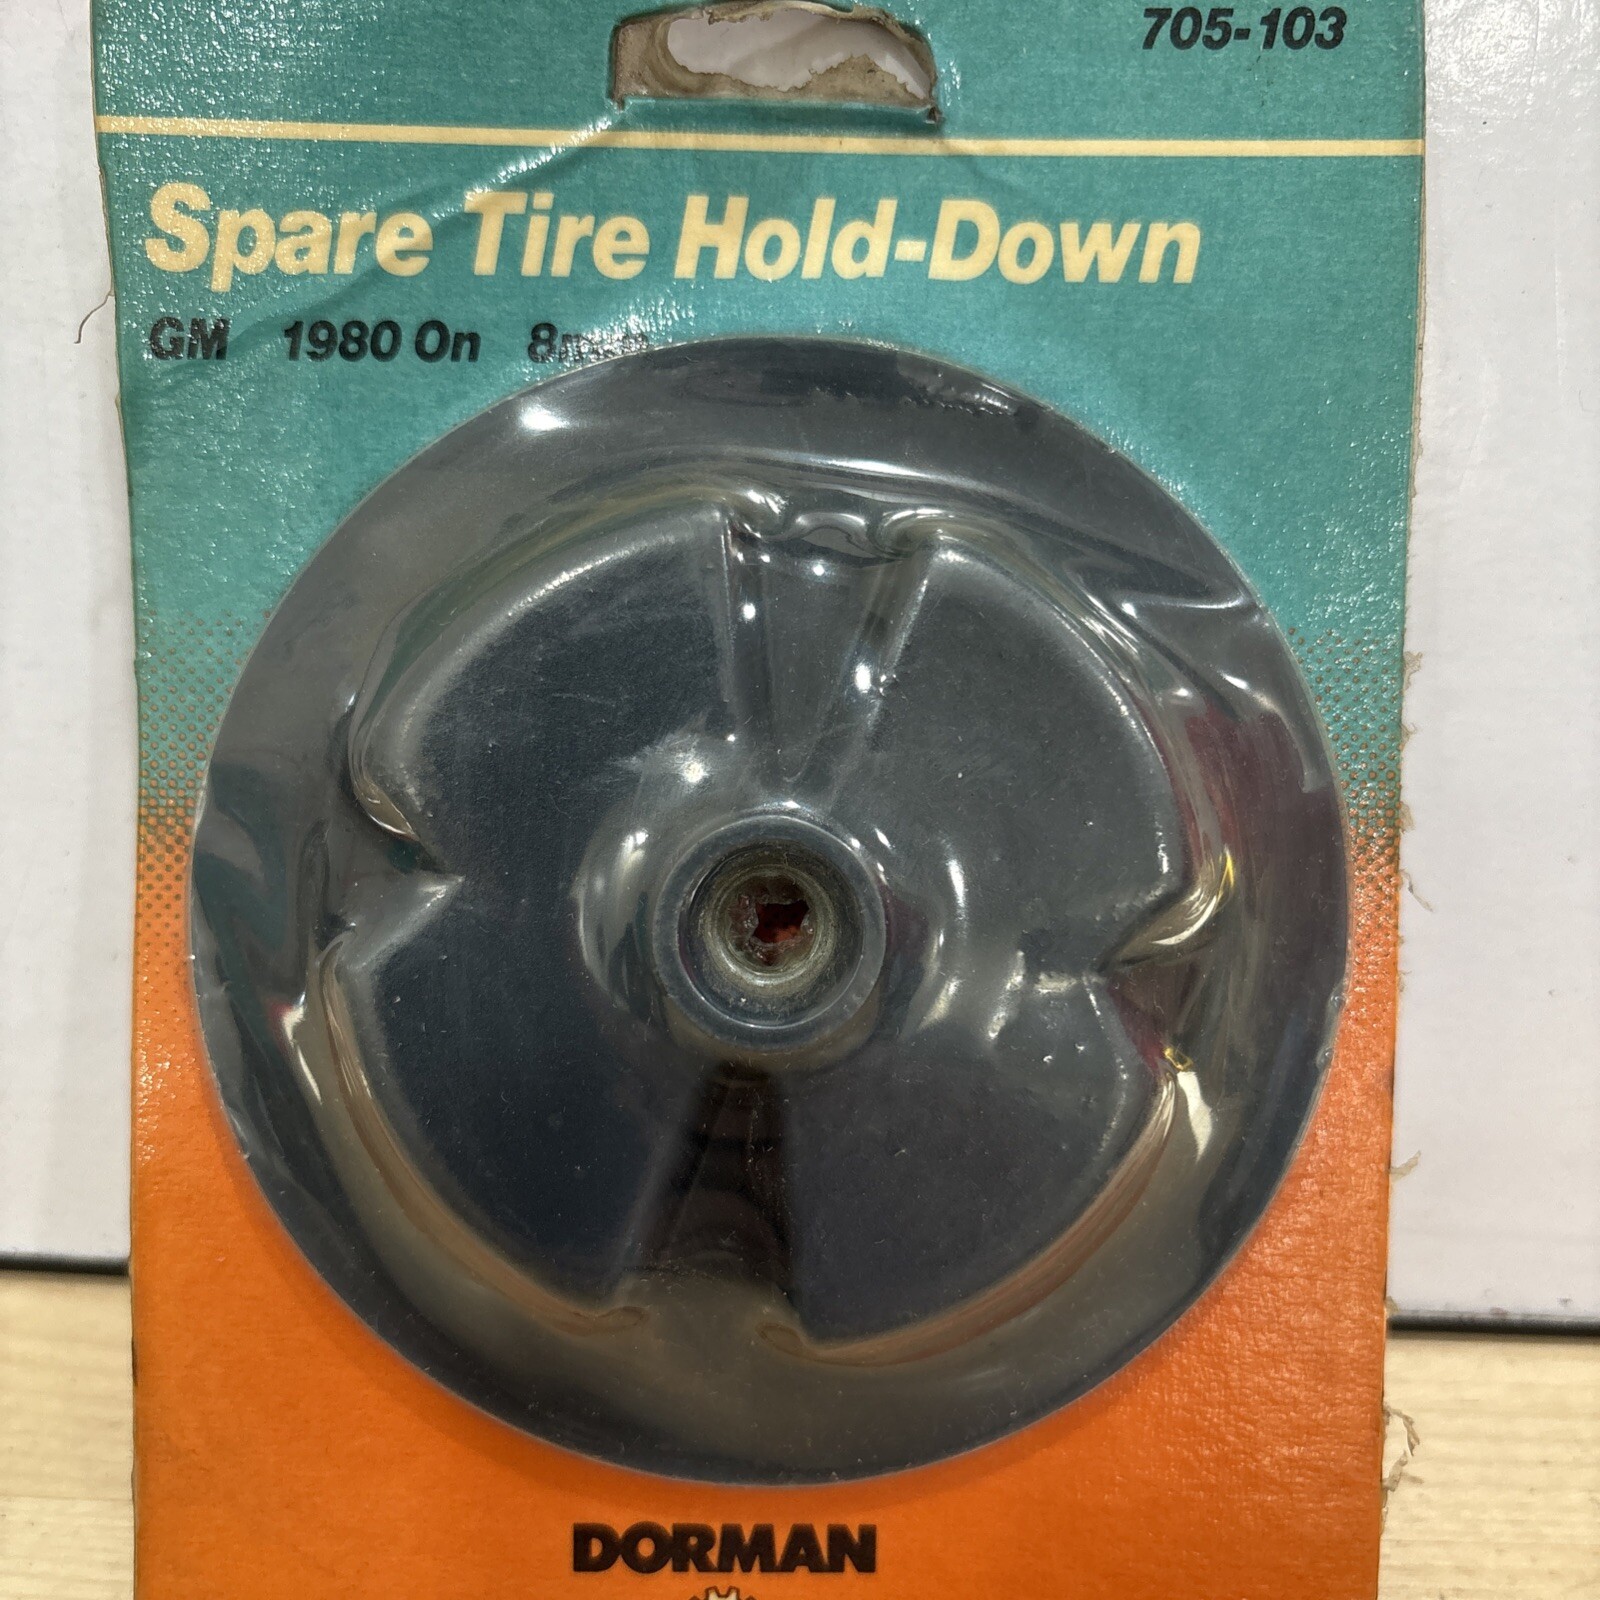 705-103
Spare Tire Hold-Down
GM 1980 On
DORMAN